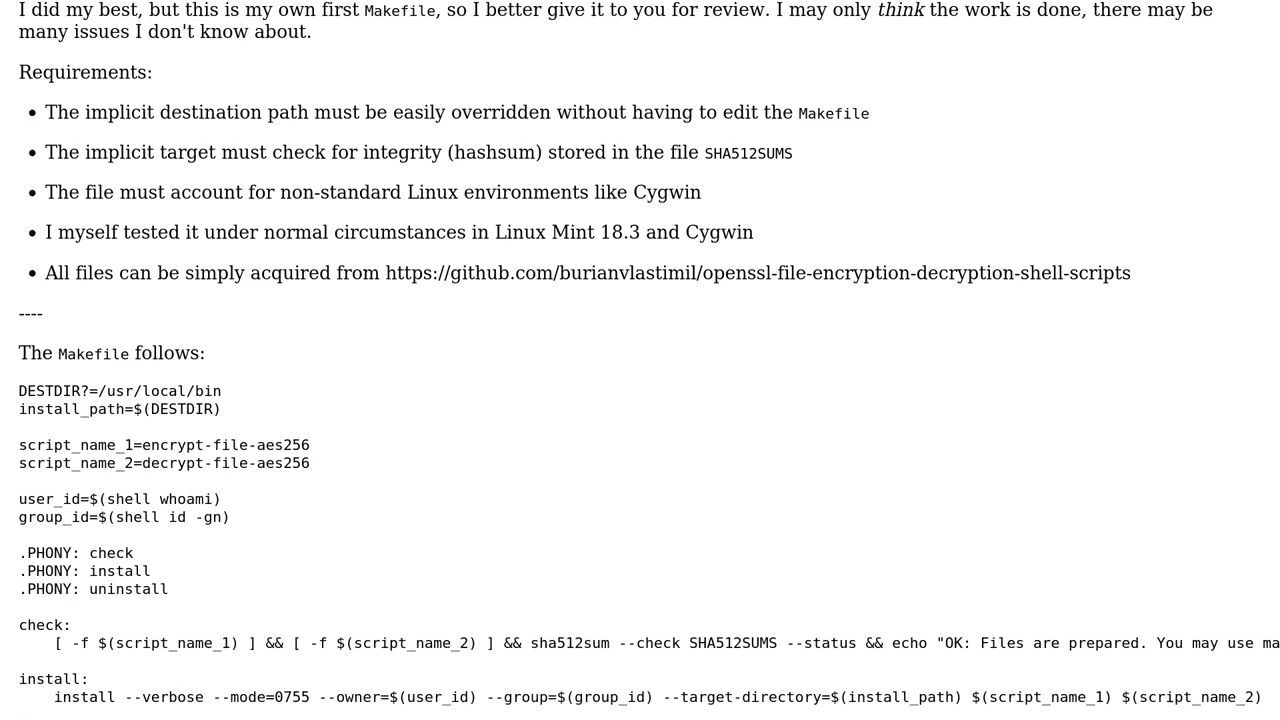 I did my best, but this is my own first Makefile, so I better give it to you for review. I may only think the work is done, there may be
many issues I don't know about.
Requirements:
• The implicit destination path must be easily overridden without having to edit the Makefile
• The implicit target must check for integrity (hashsum) stored in the file SHA512SUMS
• The file must account for non-standard Linux environments like Cygwin
• I myself tested it under normal circumstances in Linux Mint 18.3 and Cygwin
• All files can be simply acquired from https://github.com/burianvlastimil/openssl-file-encryption-decryption-shell-scripts
----
The Makefile follows:
DESTDIR?=/usr/local/bin
install_path=$(DESTDIR)
script_name_1=encrypt-file-aes256
script_name_2=decrypt-file-aes256
user_id=$(shell whoami)
group_id=$(shell id -gn)
.PHONY: check
.PHONY: install
.PHONY: uninstall
check:
    [ -f $(script_name_1) ] && [ -f $(script_name_2) ] && sha512sum --check SHA512SUMS --status && echo "OK: Files are prepared. You may use ma
install:
    install --verbose --mode=0755 --owner=$(user_id) --group=$(group_id) --target-directory=$(install_path) $(script_name_1) $(script_name_2)